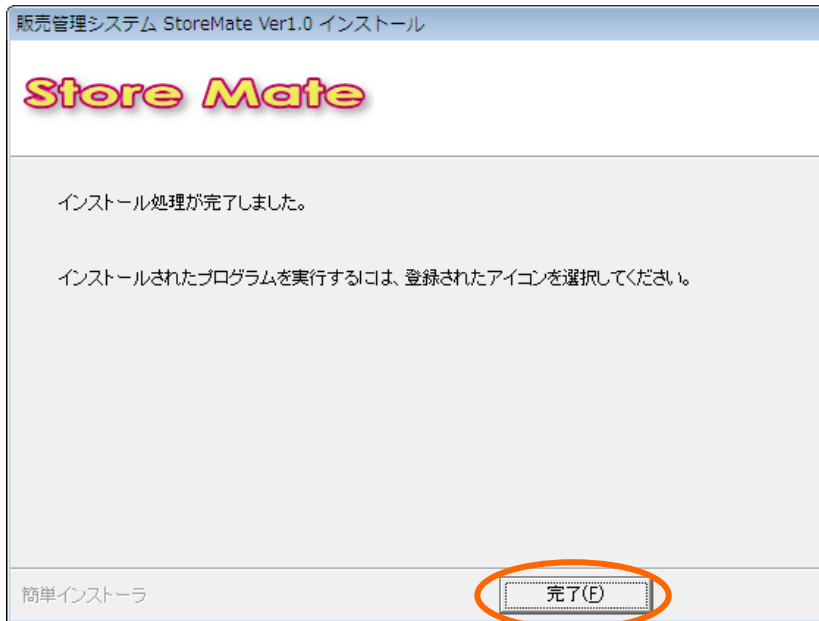 販売管理システム StoreMate Ver1.0 インストール
Store Mate
インストール処理が完了しました。
インストールされたプログラムを実行するには、登録されたアイコンを選択してください。
簡単インストーラ
完了(F)